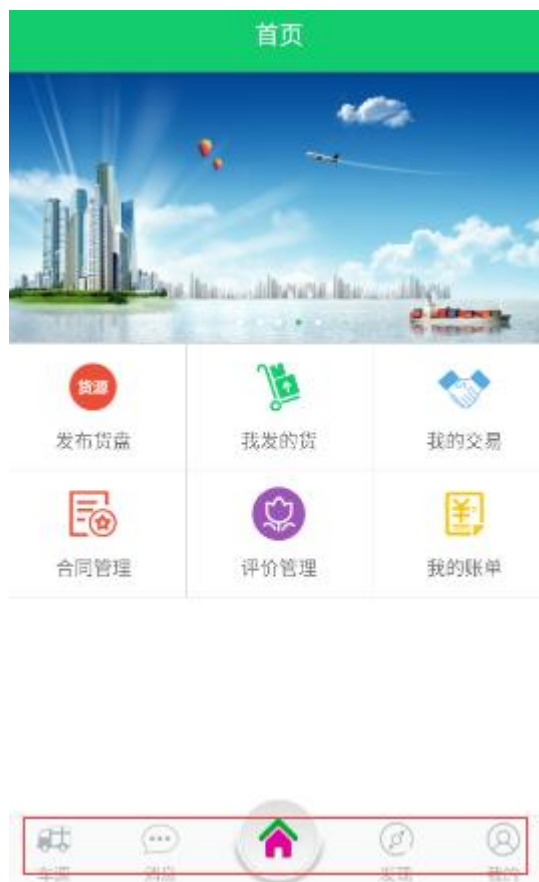 首页
货源
发布货盘
我发的货
我的交易
合同管理
评价管理
我的账单
车源
消息
发现
我的